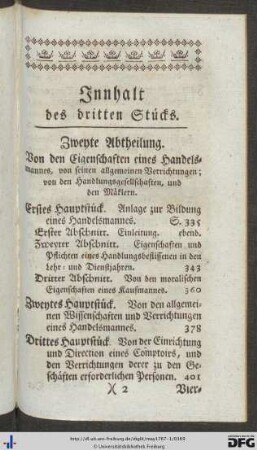 Innhalt
des dritten Stücks.
Zweyte Abtheilung.
Von den Eigenschaften eines Handels-
mannes, von seinen allgemeinen Verrichtungen;
von den Handlungsgesellschaften, und
den Mäklern.
Erstes Hauptstück. Anlage zur Bildung
eines Handelsmannes. S. 335
Erster Abschnitt. Einleitung. ebend.
Zweyter Abschnitt. Eigenschaften und
Pflichten eines Handlungsbeflissenen in den
Lehr- und Dienstjahren. 343
Dritter Abschnitt. Von den moralischen
Eigenschaften eines Kaufmannes. 360
Zweytes Hauptstück. Von den allgemei-
nen Wissenschaften und Verrichtungen
eines Handelsmannes. 378
Drittes Hauptstück. Von der Einrichtung
und Direction eines Comptoirs, und
den Verrichtungen derer zu den Ge-
schäften erforderlichen Personen. 401
)( 2 Vier-
© Universitätsbibliothek Freiburg
DFG